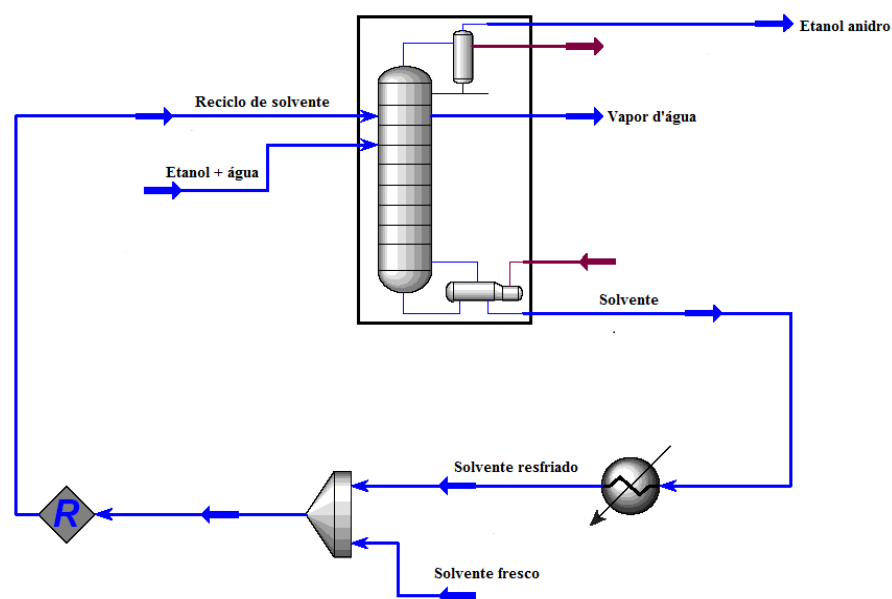 Etanol anidro
Reciclo de solvente
Vapor d'água
Etanol + água
Solvente
Solvente resfriado
R
Solvente fresco